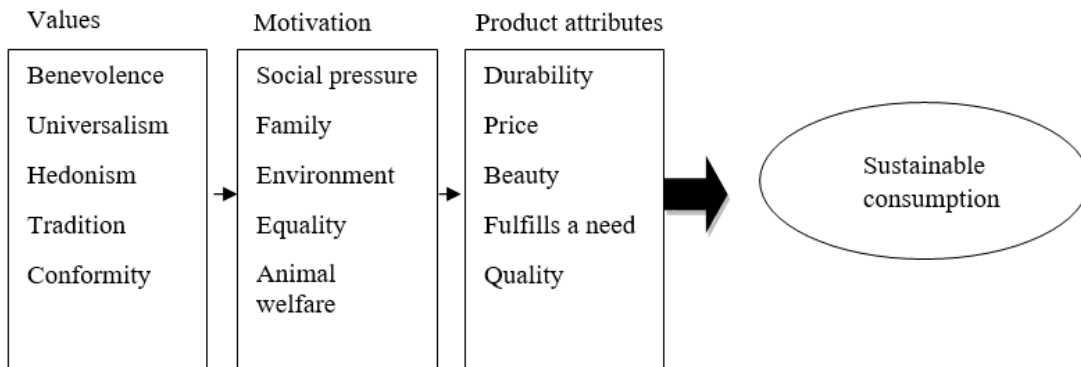 Values
Benevolence
Universalism
Hedonism
Tradition
Conformity
Motivation
Social pressure
Family
Environment
Equality
Animal
welfare
Product attributes
Durability
Price
Beauty
Fulfills a need
Quality
Sustainable
consumption